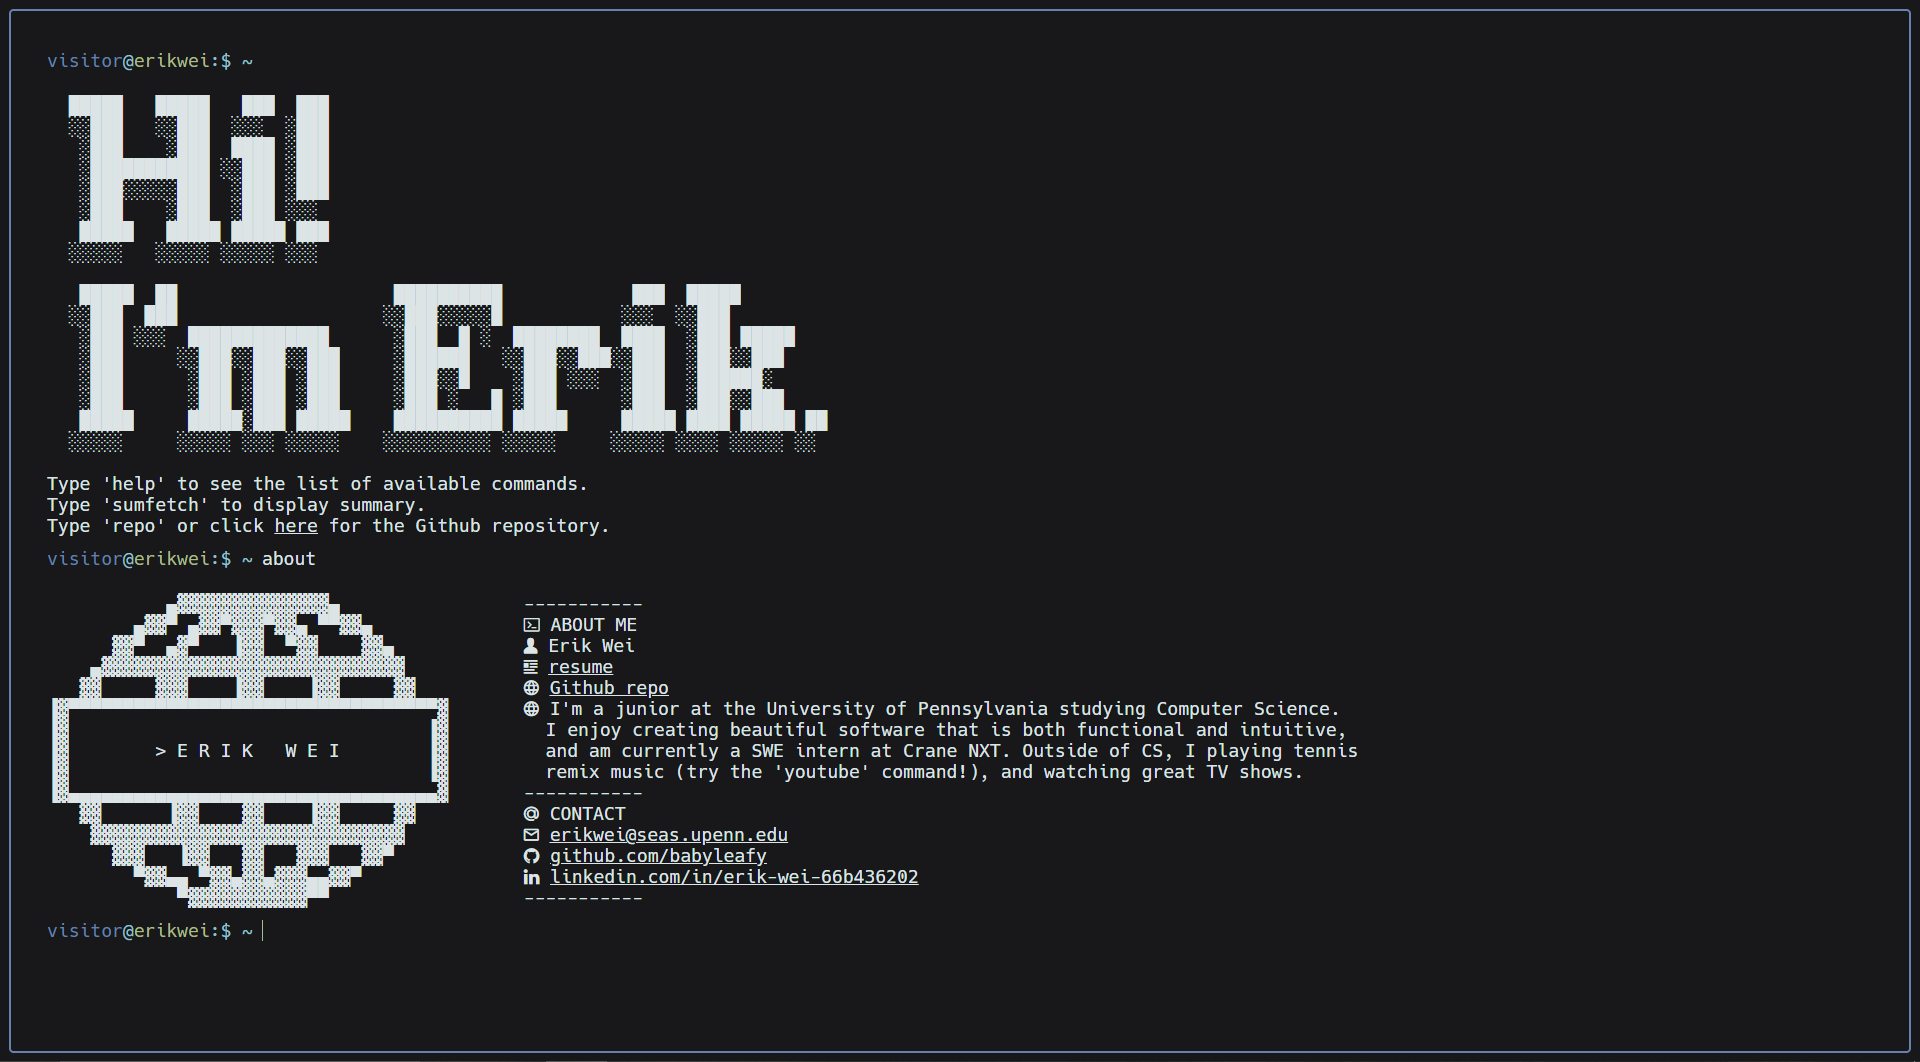 visitor@erikwei:$ ~
Hi!
I'm Erik.
Type 'help' to see the list of available commands.
Type 'sumfetch' to display summary.
Type 'repo' or click here for the Github repository.
visitor@erikwei:$ ~ about
> E R I K   W E I
-----------
ABOUT ME
Erik Wei
resume
Github repo
I'm a junior at the University of Pennsylvania studying Computer Science.
I enjoy creating beautiful software that is both functional and intuitive,
and am currently a SWE intern at Crane NXT. Outside of CS, I playing tennis
remix music (try the 'youtube' command!), and watching great TV shows.
-----------
@ CONTACT
erikwei@seas.upenn.edu
github.com/babyleafy
in linkedin.com/in/erik-wei-66b436202
-----------
visitor@erikwei:$ ~